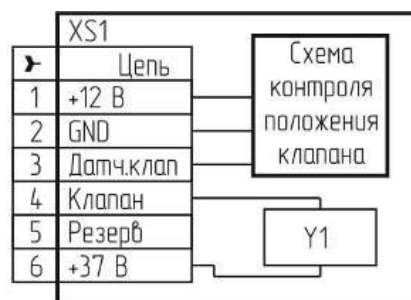 XS1
Цепь
1 +12 В
2 GND
3 Датч.клап
4 Клапан
5 Резерв
6 +37 В
Схема
контроля
положения
клапана
Y1